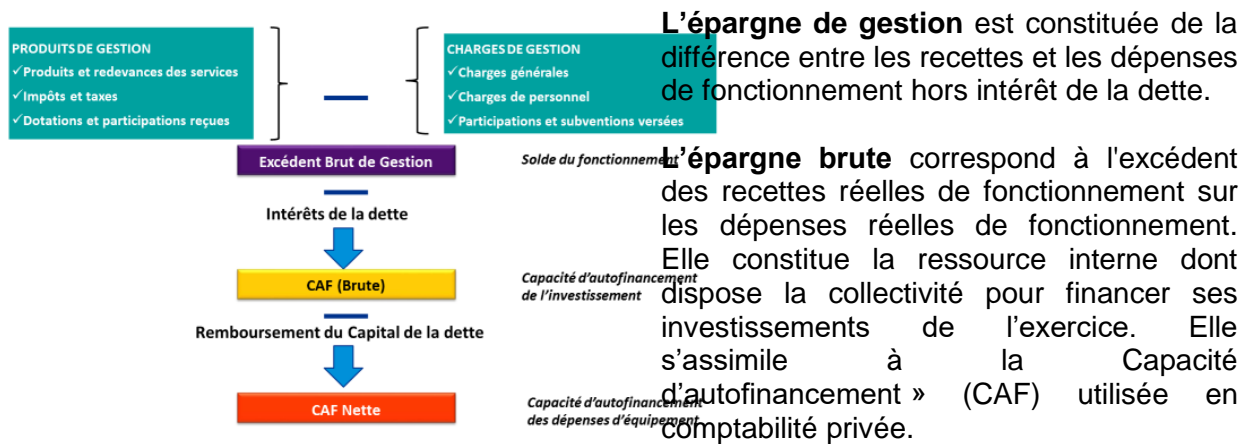 PRODUITS DE GESTION
✓Produits et redevances des services
✓Impôts et taxes
✓Dotations et participations reçues
CHARGES DE GESTION
✓Charges générales
✓Charges de personnel
✓Participations et subventions versées
Excédent Brut de Gestion
Solde du fonctionnement
Intérêts de la dette
CAF (Brute)
Capacité d'autofinancement
de l'investissement
Remboursement du Capital de la dette
CAF Nette
Capacité d'autofinancement
des dépenses d'équipement
L'épargne de gestion est constituée de la
différence entre les recettes et les dépenses
de fonctionnement hors intérêt de la dette.
L'épargne brute correspond à l'excédent
des recettes réelles de fonctionnement sur
les dépenses réelles de fonctionnement.
Elle constitue la ressource interne dont
dispose la collectivité pour financer ses
investissements de l'exercice. Elle
s'assimile à la Capacité
d'autofinancement » (CAF) utilisée en
comptabilité privée.